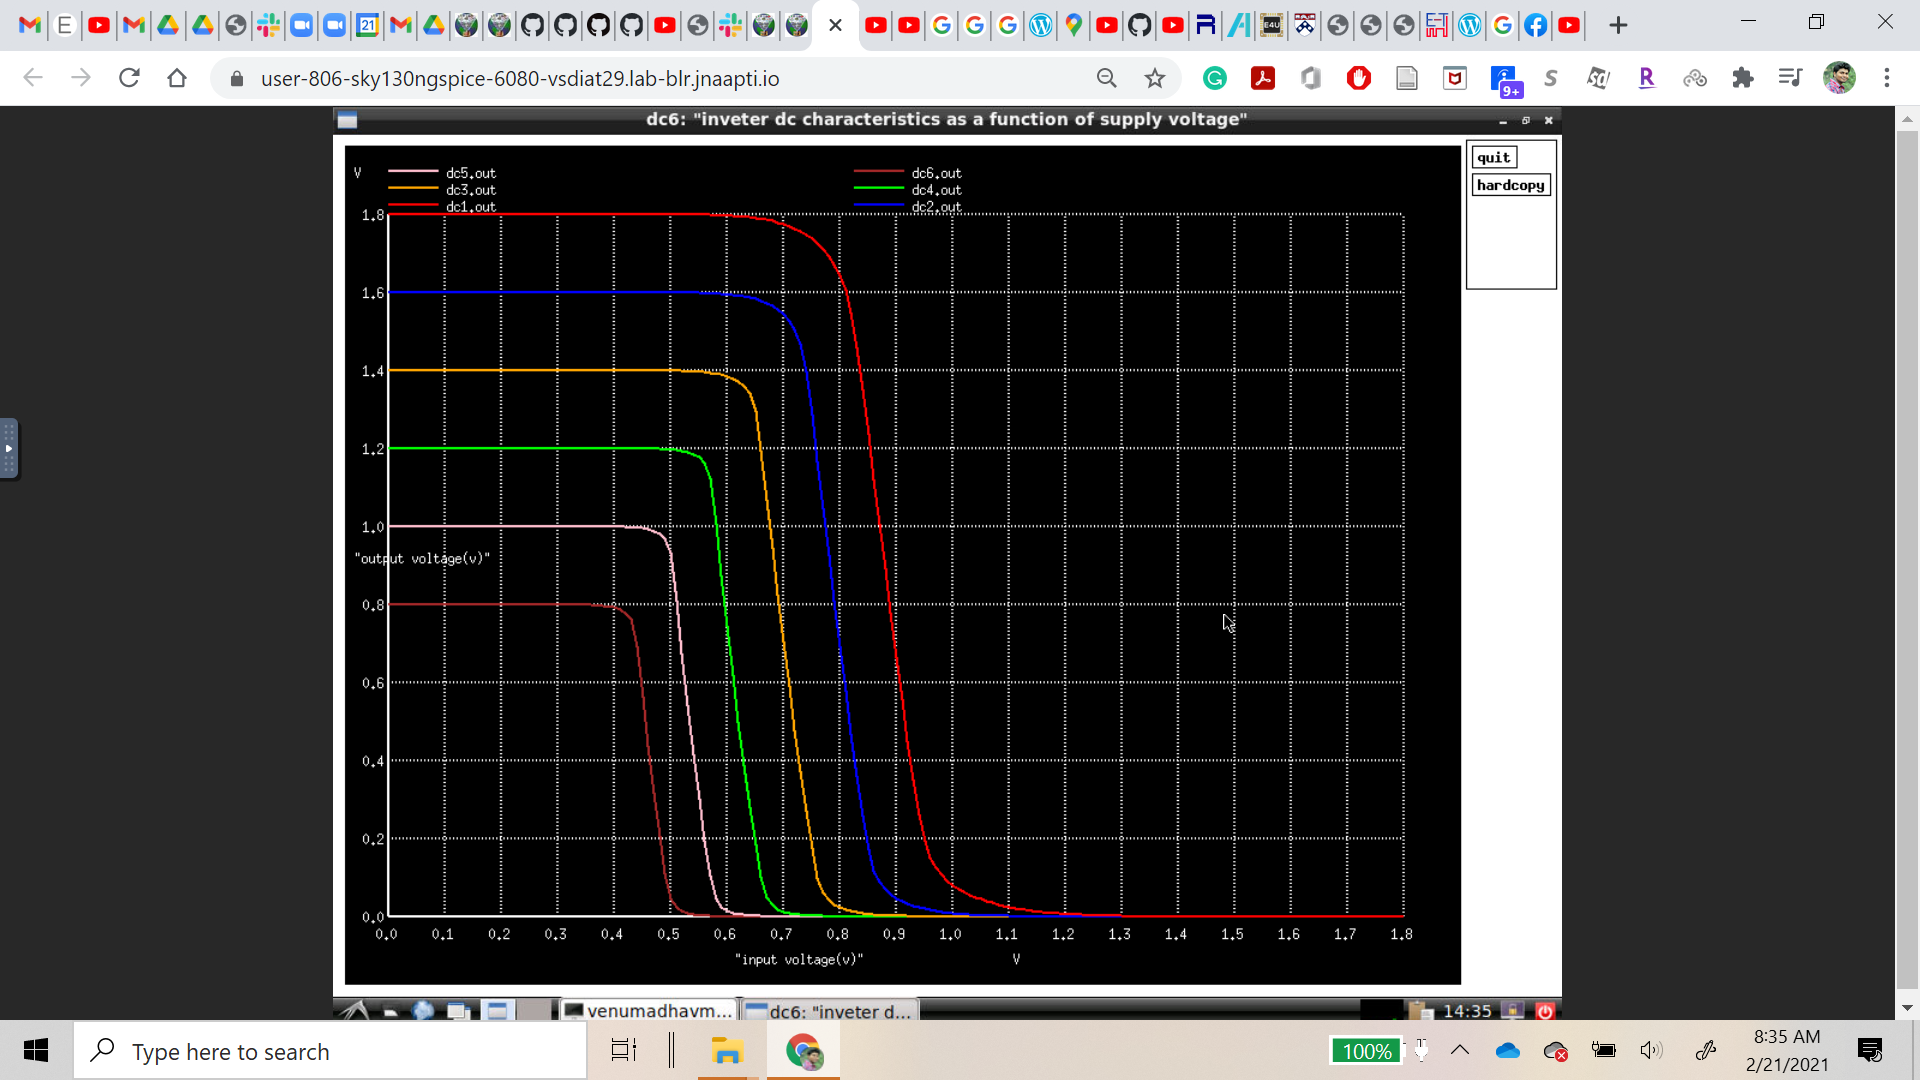 21
E4U
user-806-sky130ngspice-6080-vsdiat29.lab-blr.jnaapti.io
9+
dc6: "inveter dc characteristics as a function of supply voltage"
quit
hardcopy
V
dc5.out
dc6.out
dc3.out
dc4.out
dc1.out
dc2.out
1.8
1.6
1.4
1.2
1.0
"output voltage(v)"
0.8
0.6
0.4
0.2
0.0
0.0 0.1 0.2 0.3 0.4 0.5 0.6 0.7 0.8 0.9 1.0 1.1 1.2 1.3 1.4 1.5 1.6 1.7 1.8
"input voltage(v)" V
venumadhavm...
dc6: "inveter d...
14:35
Type here to search
100%
8:35 AM
2/21/2021